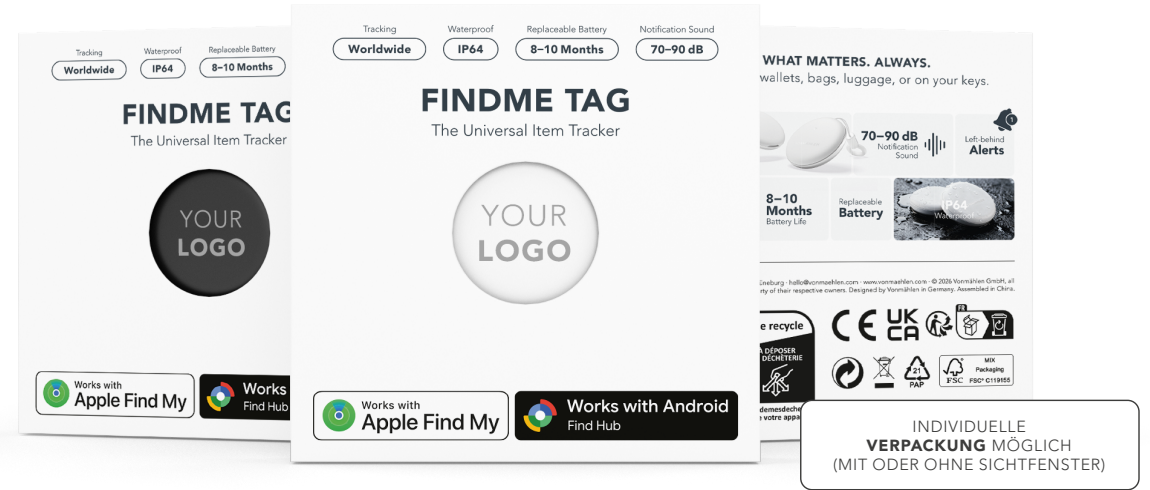 Tracking
Worldwide
Waterproof
IP64
Replaceable Battery
8–10 Months
FINDME TAG
The Universal Item Tracker
YOUR
LOGO
Works with
Apple Find My
Works
Find Hub
Tracking
Worldwide
Waterproof
IP64
Replaceable Battery
8–10 Months
Notification Sound
70–90 dB
FINDME TAG
The Universal Item Tracker
YOUR
LOGO
Works with
Apple Find My
Works with Android
Find Hub
WHAT MATTERS. ALWAYS.
wallets, bags, luggage, or on your keys.
70–90 dB
Notification
Sound
1
Left-behind
Alerts
8–10
Months
Battery Life
Replaceable
Battery
IP64
Waterproof
üneburg · hello@vonmaehlen.com · www.vonmaehlen.com · © 2026 Vonmählen GmbH, all
rty of their respective owners. Designed by Vonmählen in Germany. Assembled in China.
e recycle
À DÉPOSER
DÉCHÈTERIE
CE
UK
CA
FR
21
PAP
FSC
MIX
Packaging
FSC® C119155
INDIVIDUELLE
VERPACKUNG MÖGLICH
(MIT ODER OHNE SICHTFENSTER)